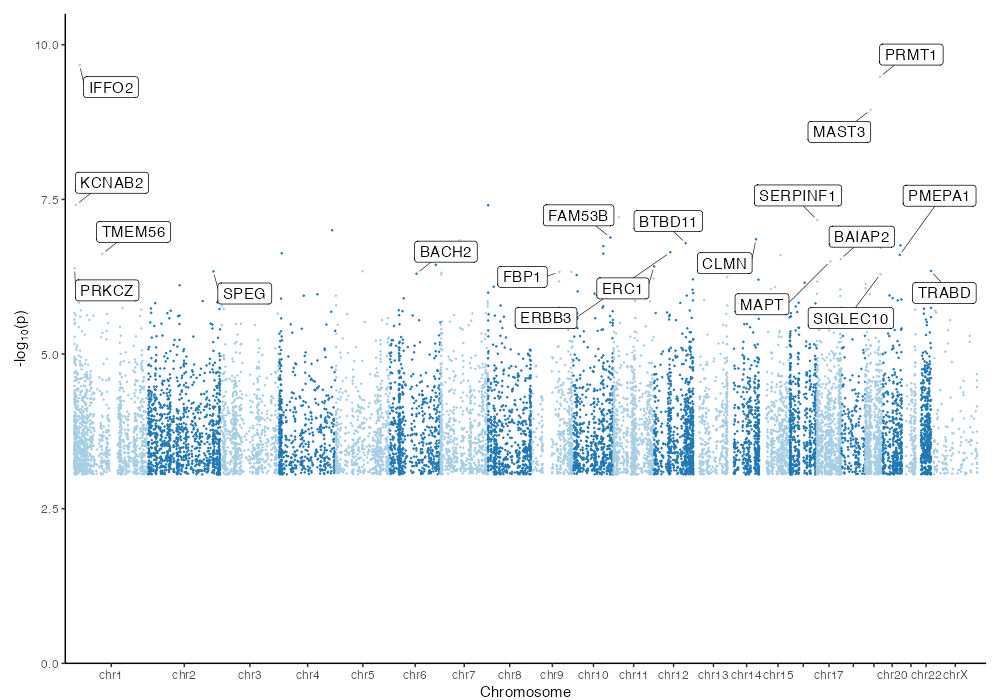 10.0
PRMT1
IFFO2
MAST3
KCNAB2
7.5
SERPINF1
PMEPA1
FAM53B
BTBD11
TMEM56
BAIAP2
BACH2
CLMN
FBP1
PRKCZ
SPEG
ERC1
TRABD
MAPT
ERBB3
SIGLEC10
-log10(p)
5.0
2.5
0.0
chr1 chr2 chr3 chr4 chr5 chr6 chr7 chr8 chr9 chr10 chr11 chr12 chr13 chr14 chr15 chr17 chr20 chr22 chrX
Chromosome